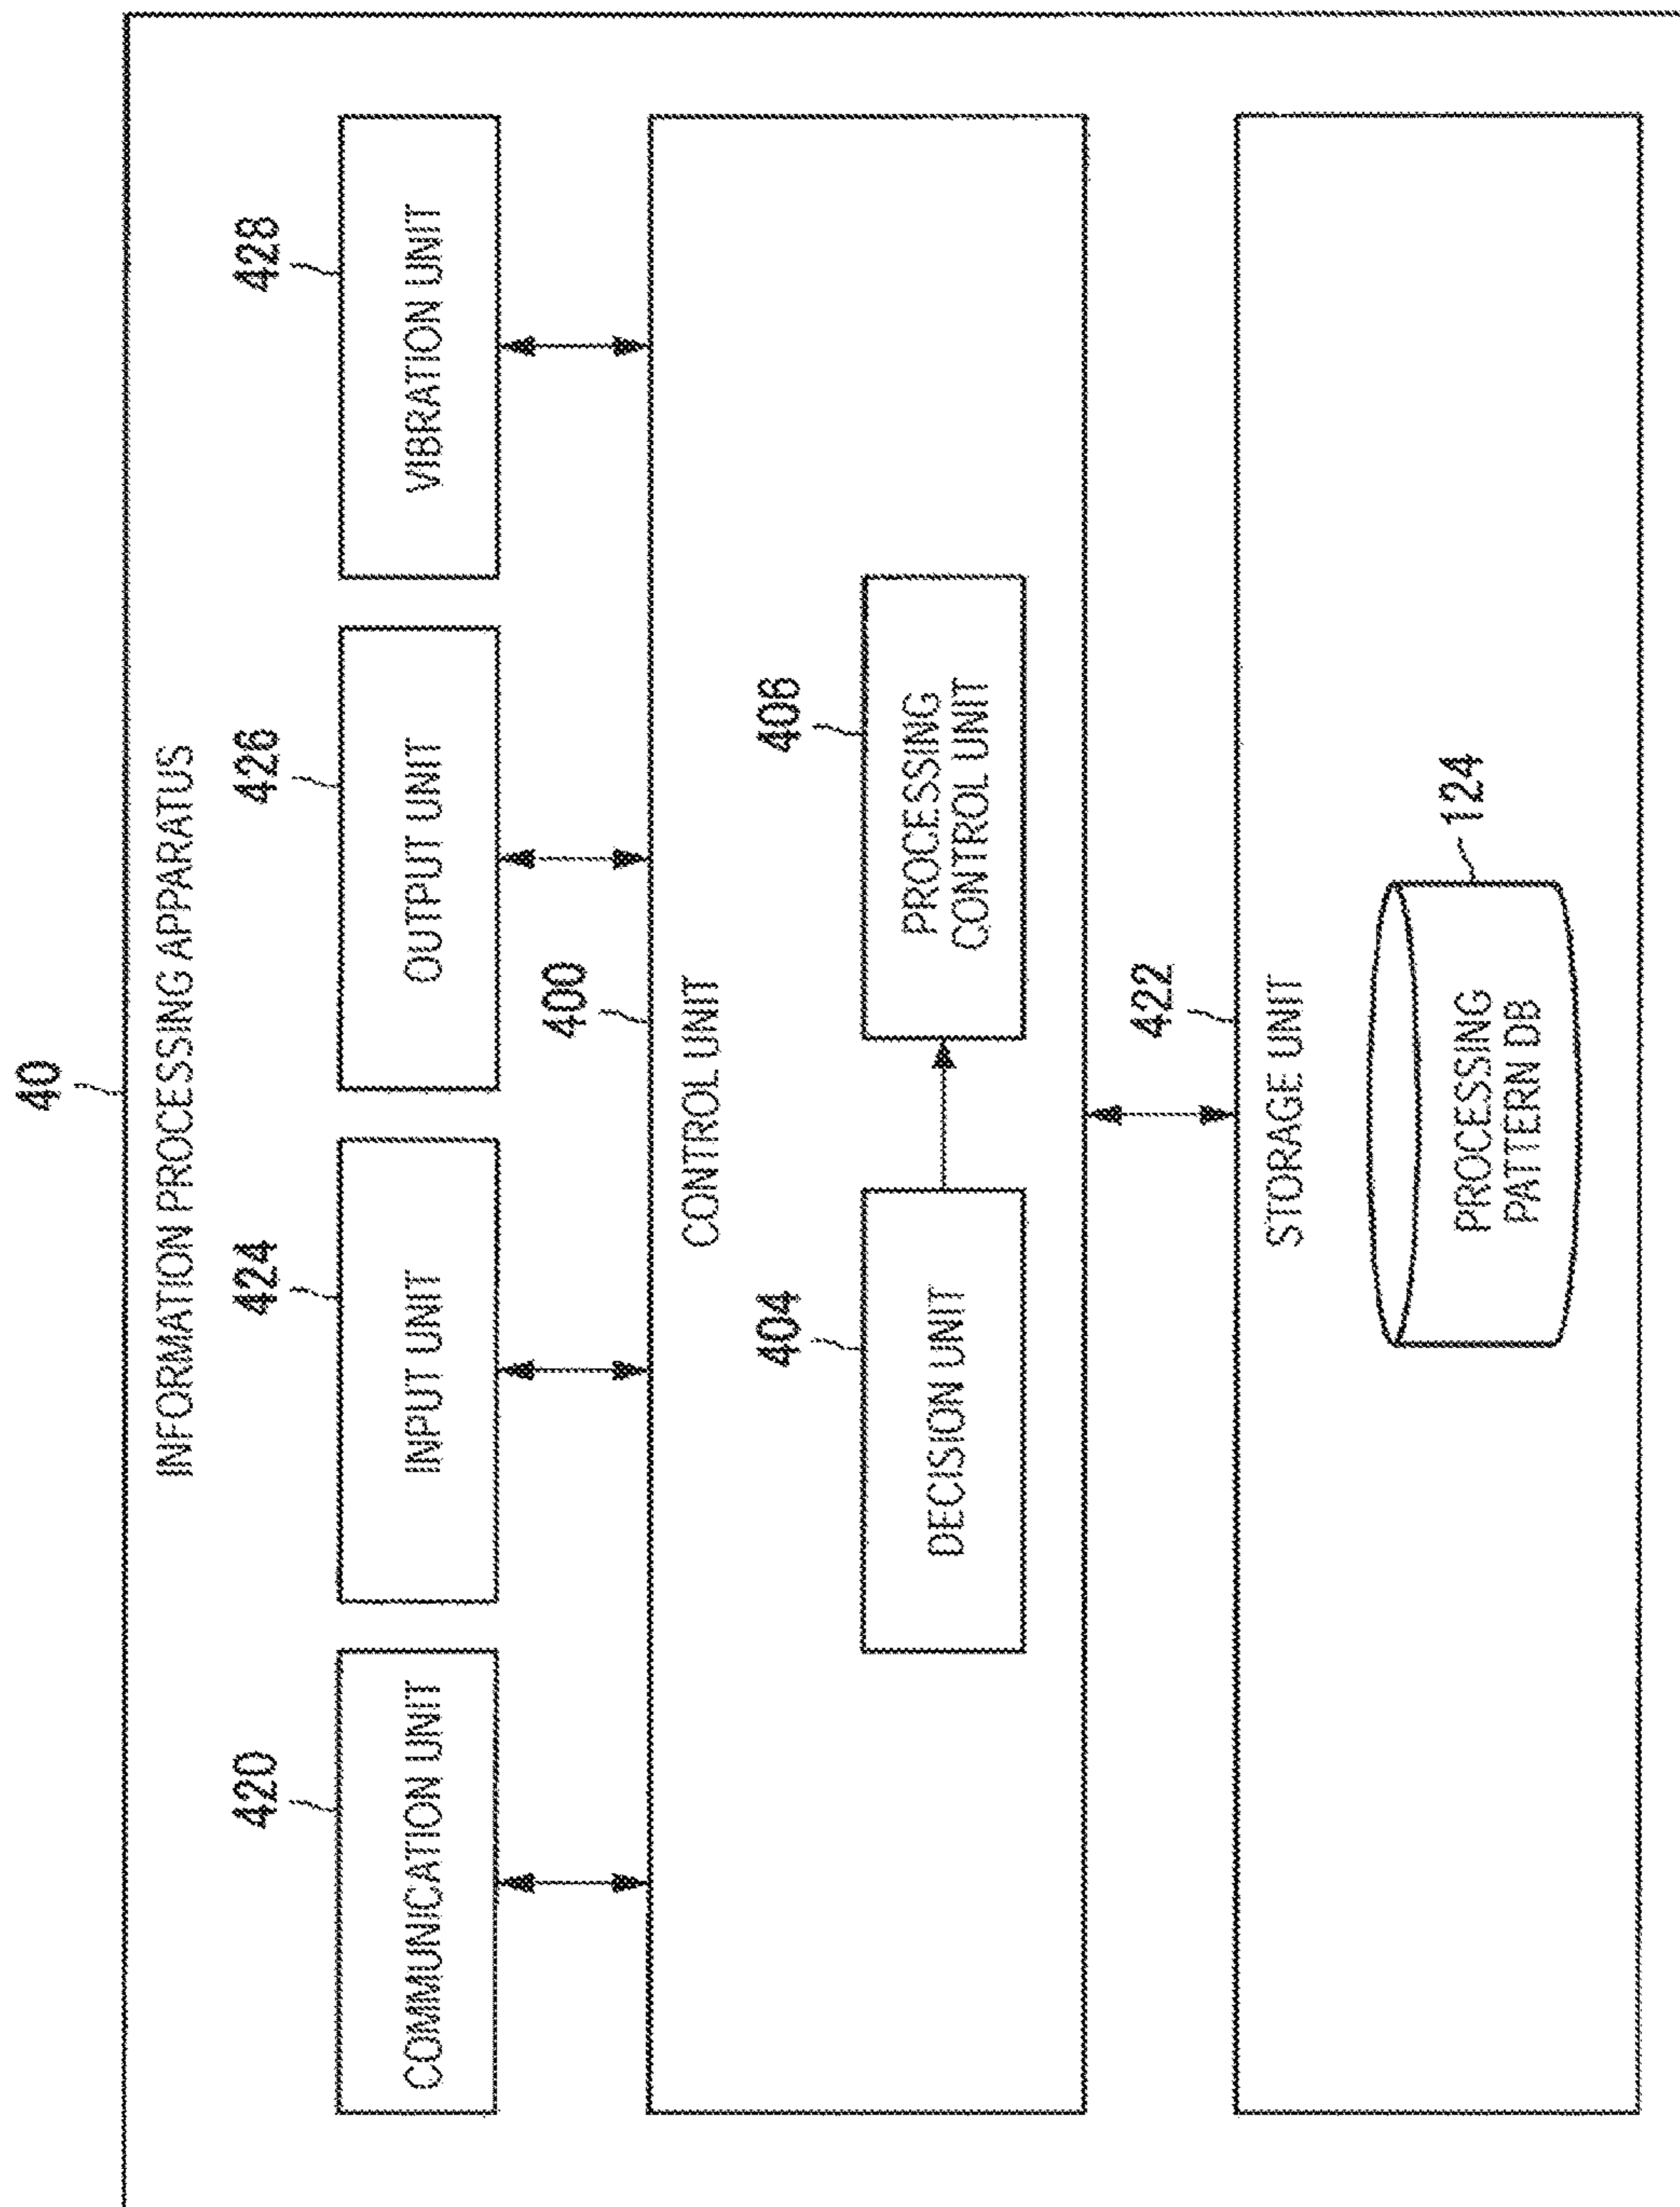 40
INFORMATION PROCESSING APPARATUS
420
424
426
428
COMMUNICATION UNIT
INPUT UNIT
OUTPUT UNIT
VIBRATION UNIT
400
CONTROL UNIT
404
406
DECISION UNIT
PROCESSING
CONTROL UNIT
422
STORAGE UNIT
124
PROCESSING
PATTERN DB